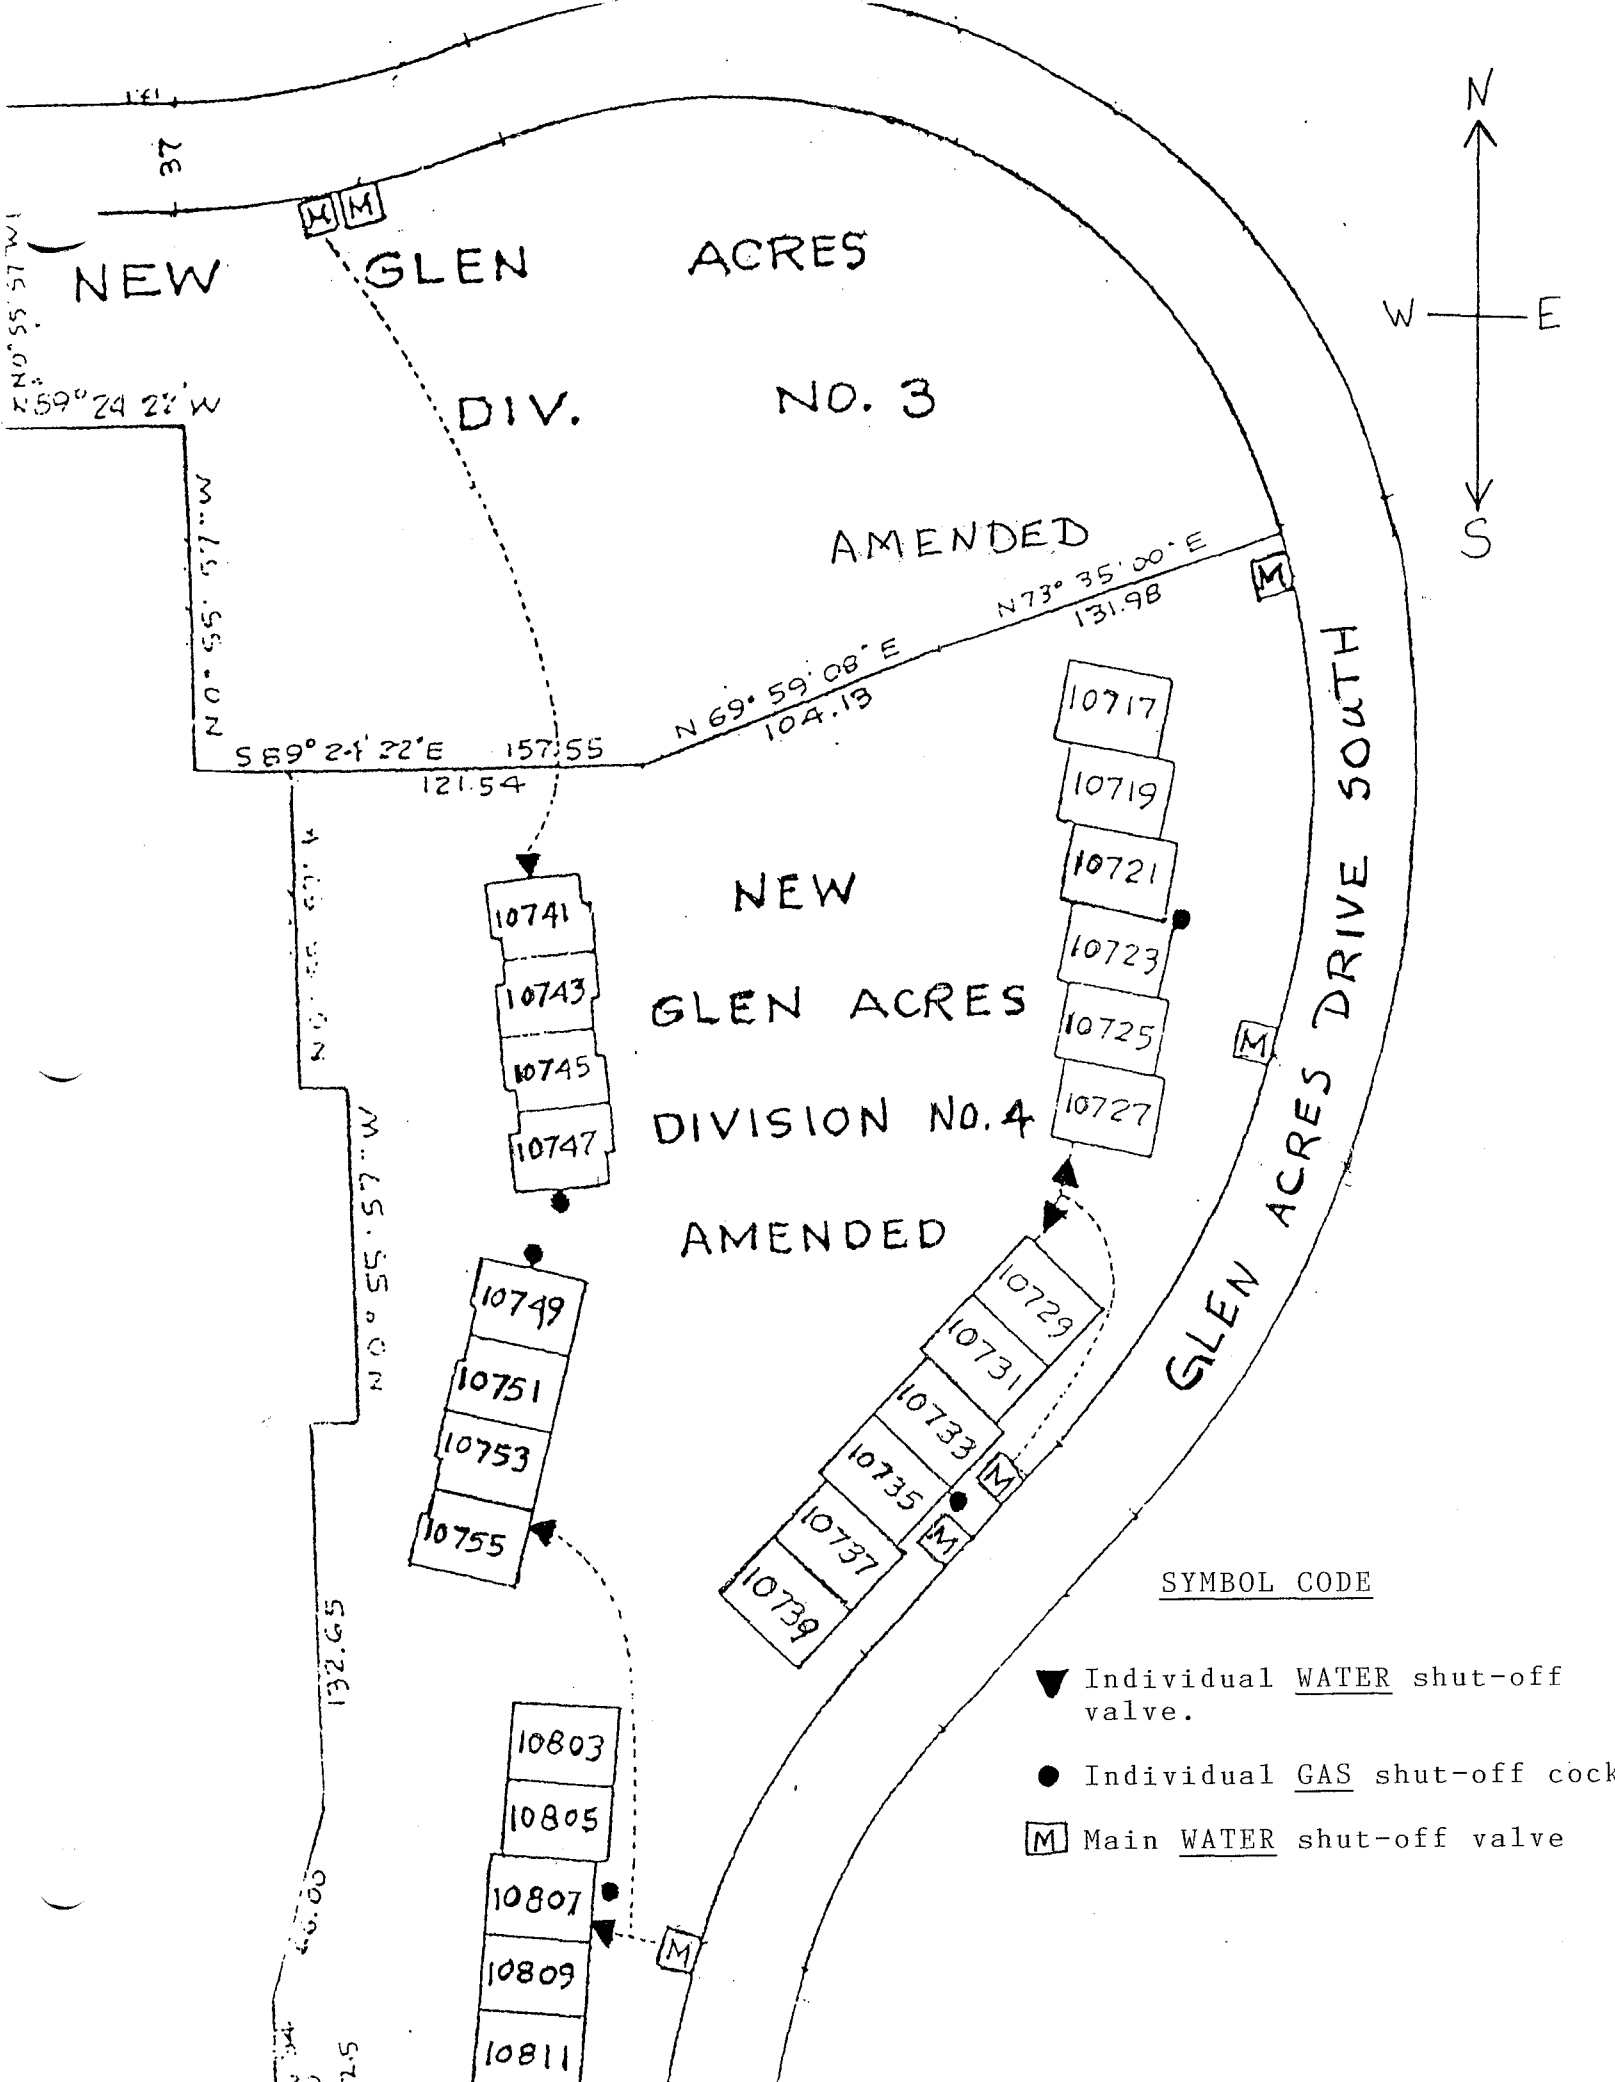 37
N
M M
NEW GLEN ACRES
W E
N 0° 55' 57" W
N 89° 24' 22" W
DIV. NO. 3
S
AMENDED
N 73° 35' 00" E
131.98
M
N 0° 55' 57" W
N 69° 59' 08" E
104.13
S 89° 24' 22" E 157.55
121.54
10717
10719
10721
10723
10725
10727
GLEN ACRES DRIVE SOUTH
M
10741
10743
10745
10747
NEW
GLEN ACRES
DIVISION NO. 4
AMENDED
N 0° 55' 57" W
10749
10751
10753
10755
10729
10731
10733
10735
10737
10739
M
M
132.65
SYMBOL CODE
Individual WATER shut-off
valve.
Individual GAS shut-off cock
M Main WATER shut-off valve
10803
10805
10807
10809
10811
M